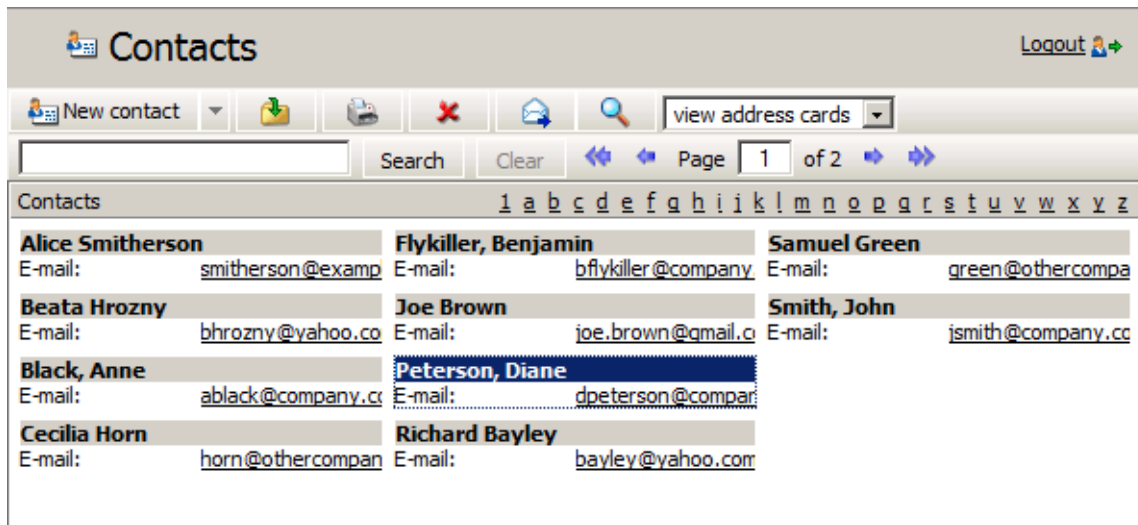 Contacts
Logout
New contact
view address cards
Search Clear Page 1 of 2
Contacts 1 a b c d e f g h i j k l m n o p q r s t u v w x y z
Alice Smitherson Flykiller, Benjamin Samuel Green
E-mail: smitherson@exampl E-mail: bflykiller@company. E-mail: green@othercompa
Beata Hrozny Joe Brown Smith, John
E-mail: bhrozny@yahoo.co E-mail: joe.brown@gmail.c E-mail: jsmith@company.co
Black, Anne Peterson, Diane
E-mail: ablack@company.co E-mail: dpeterson@compan
Cecilia Horn Richard Bayley
E-mail: horn@othercompan E-mail: bayley@yahoo.com